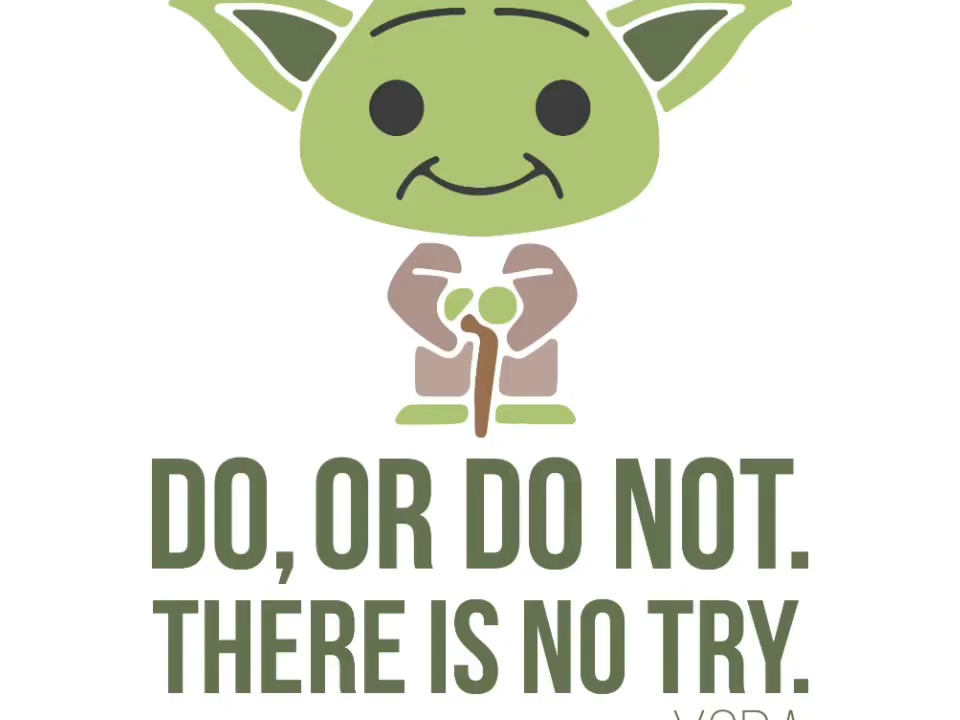 DO, OR DO NOT.
THERE IS NO TRY.